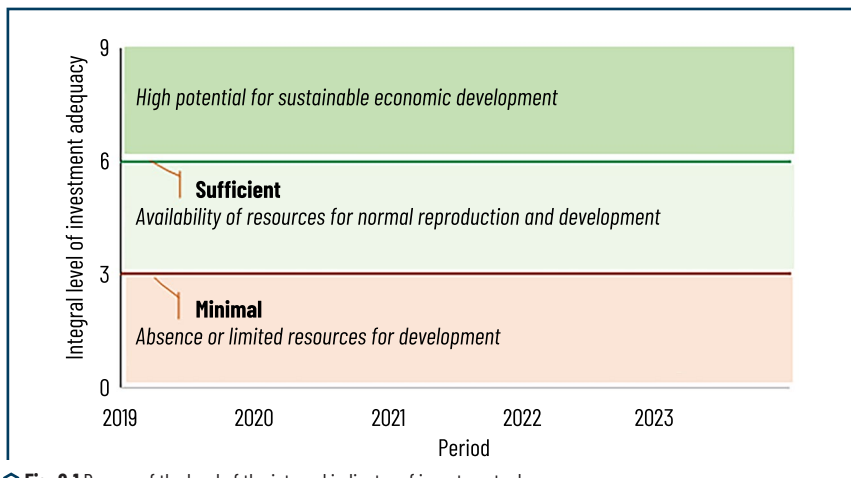 Integral level of investment adequacy
9
High potential for sustainable economic development
6
Sufficient
Availability of resources for normal reproduction and development
3
Minimal
Absence or limited resources for development
0
2019 2020 2021 2022 2023
Period